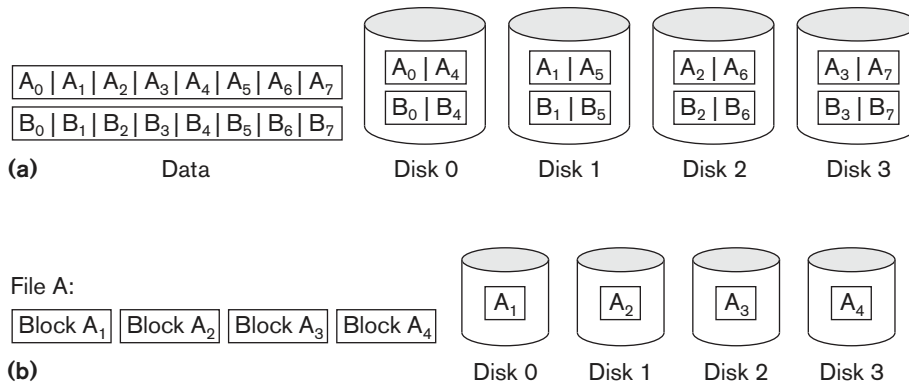 A₀ | A₁ | A₂ | A₃ | A₄ | A₅ | A₆ | A₇
B₀ | B₁ | B₂ | B₃ | B₄ | B₅ | B₆ | B₇
A₀ | A₄
B₀ | B₄
A₁ | A₅
B₁ | B₅
A₂ | A₆
B₂ | B₆
A₃ | A₇
B₃ | B₇
(a) Data Disk 0 Disk 1 Disk 2 Disk 3
File A:
Block A₁ Block A₂ Block A₃ Block A₄
A₁ A₂ A₃ A₄
(b) Disk 0 Disk 1 Disk 2 Disk 3